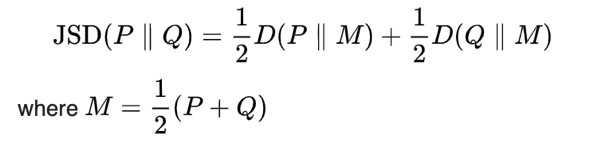 JSD(P ∥ Q) = 1/2 D(P ∥ M) + 1/2 D(Q ∥ M)
where M = 1/2 (P + Q)